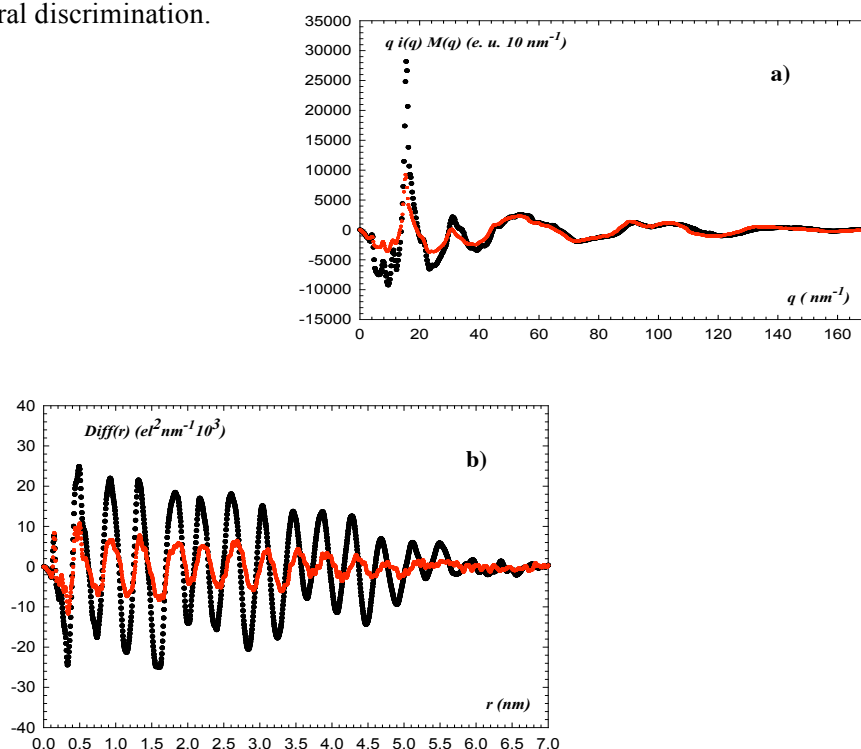 ral discrimination.
35000
30000
25000
20000
15000
10000
5000
0
-5000
-10000
-15000
q i(q) M(q) (e. u. 10 nm⁻¹)
a)
q ( nm⁻¹)
0 20 40 60 80 100 120 140 160
40
30
20
10
0
-10
-20
-30
-40
Diff(r) (el²nm⁻¹10³)
b)
r (nm)
0.0 0.5 1.0 1.5 2.0 2.5 3.0 3.5 4.0 4.5 5.0 5.5 6.0 6.5 7.0